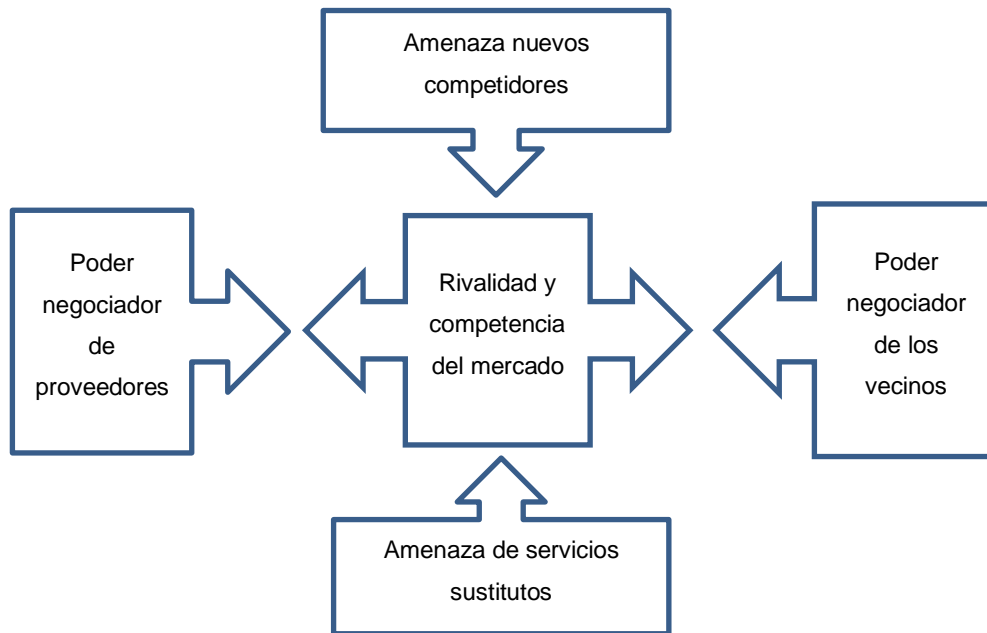 Amenaza nuevos
competidores
Poder
negociador
de
proveedores
Rivalidad y
competencia
del mercado
Poder
negociador
de los
vecinos
Amenaza de servicios
sustitutos